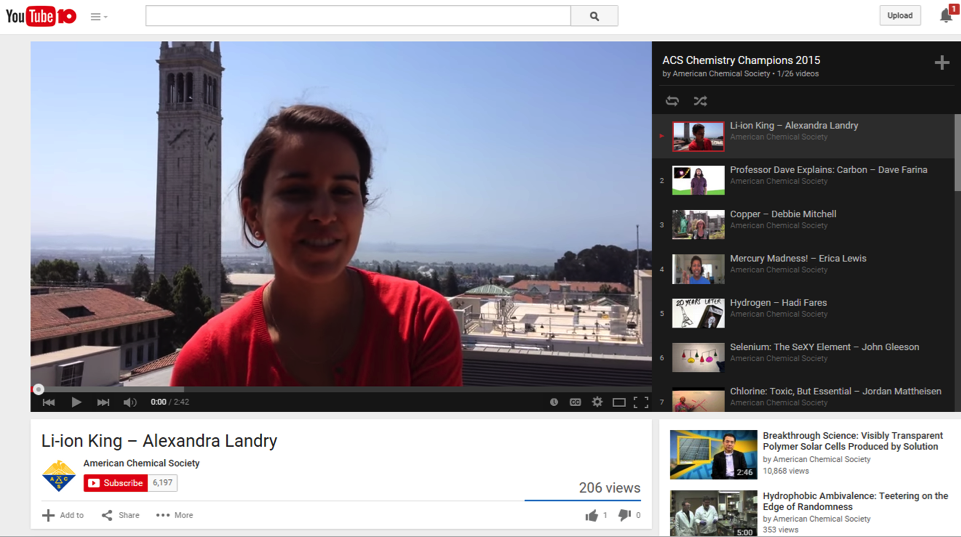 YouTube 10
Upload
1
ACS Chemistry Champions 2015
by American Chemical Society • 1/26 videos
Li-ion King – Alexandra Landry
American Chemical Society
2
Professor Dave Explains: Carbon – Dave Farina
American Chemical Society
3
Copper – Debbie Mitchell
American Chemical Society
4
Mercury Madness! – Erica Lewis
American Chemical Society
5
20 YEARS LATER
Hydrogen – Hadi Fares
American Chemical Society
6
Selenium: The SeXY Element – John Gleeson
American Chemical Society
7
Chlorine: Toxic, But Essential – Jordan Mattheisen
American Chemical Society
0:00 / 2:42
CC
Li-ion King – Alexandra Landry
ACS
American Chemical Society
Subscribe 6,197
206 views
Add to Share More
1 0
2:46
Breakthrough Science: Visibly Transparent
Polymer Solar Cells Produced by Solution
by American Chemical Society
10,868 views
5:00
Hydrophobic Ambivalence: Teetering on the
Edge of Randomness
by American Chemical Society
353 views